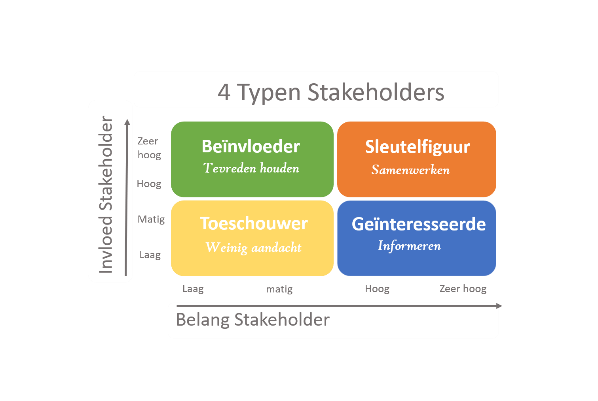 4 Typen Stakeholders
Invloed Stakeholder
Zeer
hoog
Hoog
Matig
Laag
Beïnvloeder
Tevreden houden
Sleutelfiguur
Samenwerken
Toeschouwer
Weinig aandacht
Geïnteresseerde
Informeren
Laag
matig
Hoog
Zeer hoog
Belang Stakeholder